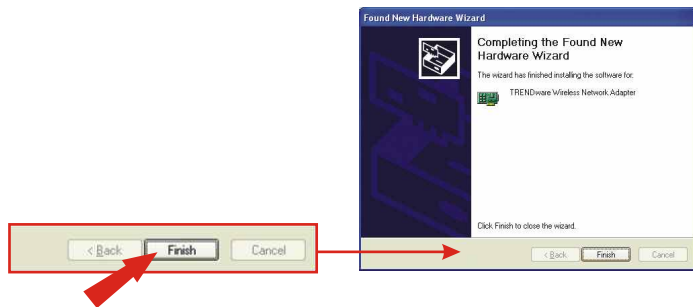 Found New Hardware Wizard
Completing the Found New
Hardware Wizard
The wizard has finished installing the software for:
TRENDware Wireless Network Adapter
Click Finish to close the wizard.
< Back Finish Cancel
< Back Finish Cancel